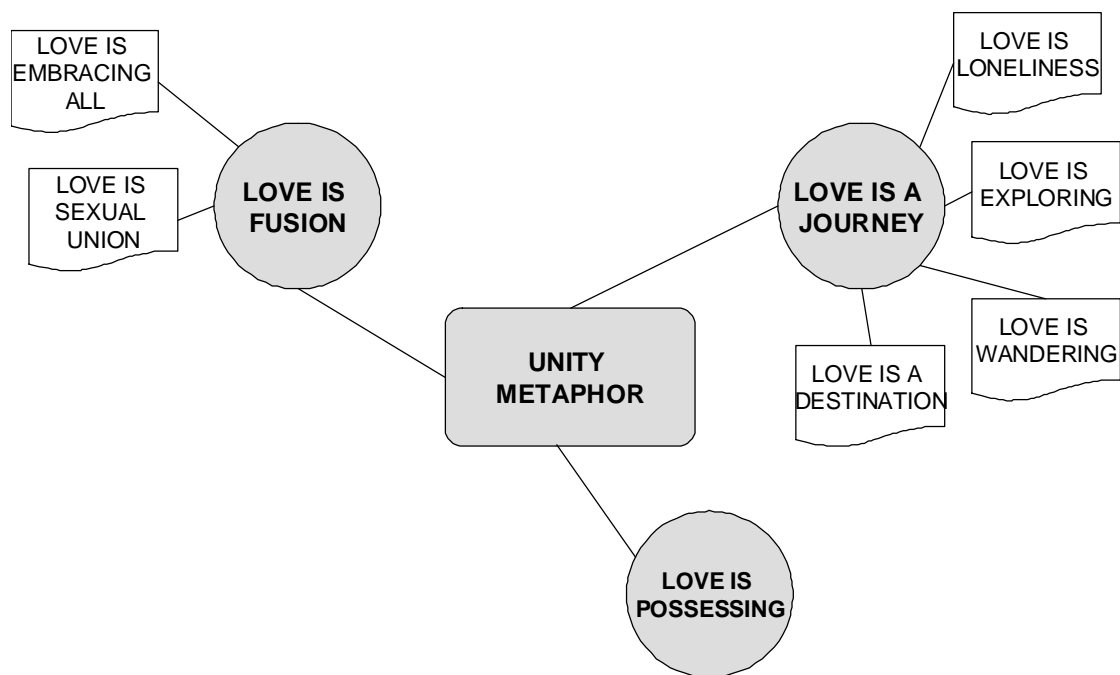 LOVE IS
EMBRACING
ALL
LOVE IS
SEXUAL
UNION
LOVE IS
FUSION
LOVE IS
LONELINESS
LOVE IS
EXPLORING
LOVE IS A
JOURNEY
LOVE IS
WANDERING
LOVE IS A
DESTINATION
UNITY
METAPHOR
LOVE IS
POSSESSING